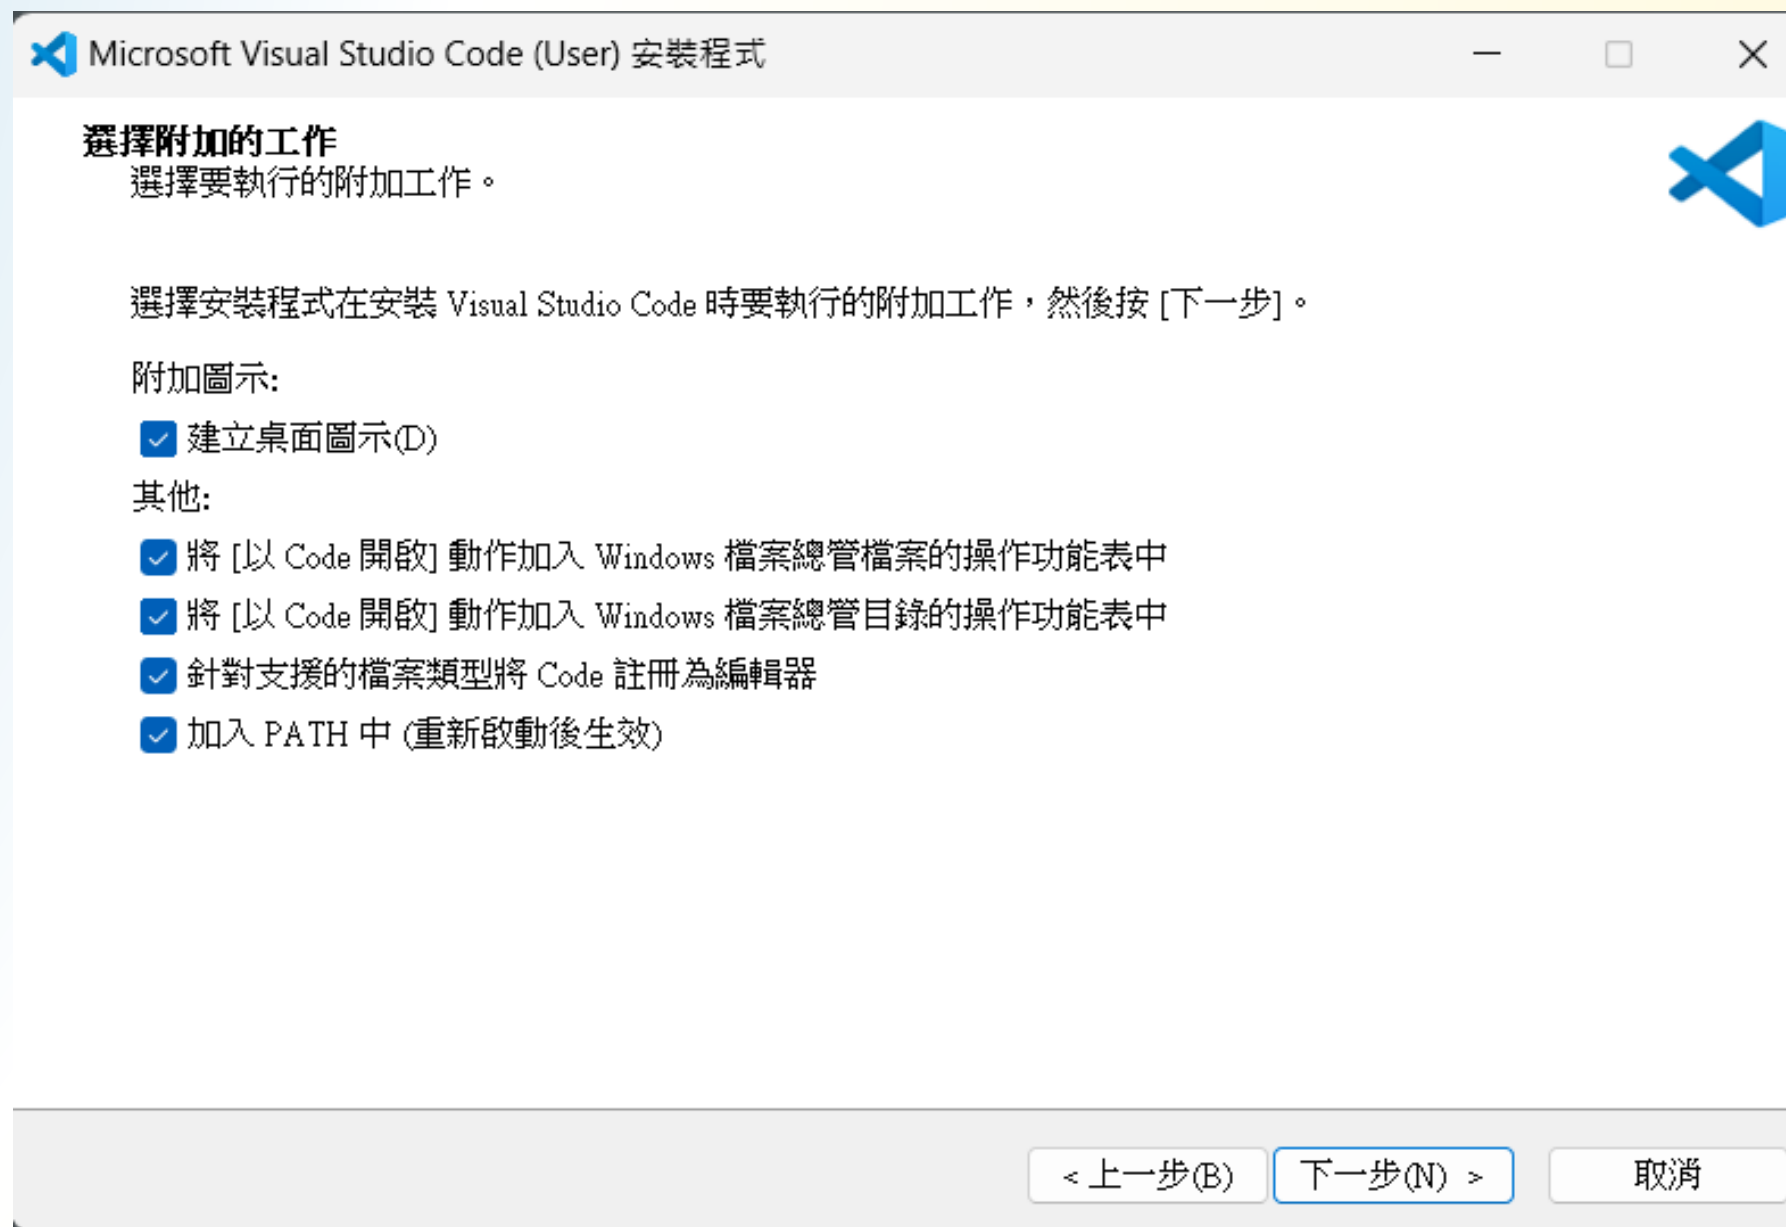 Microsoft Visual Studio Code (User) 安裝程式
選擇附加的工作
選擇要執行的附加工作。
選擇安裝程式在安裝 Visual Studio Code 時要執行的附加工作，然後按 [下一步]。
附加圖示:
建立桌面圖示(D)
其他:
將 [以 Code 開啟] 動作加入 Windows 檔案總管檔案的操作功能表中
將 [以 Code 開啟] 動作加入 Windows 檔案總管目錄的操作功能表中
針對支援的檔案類型將 Code 註冊為編輯器
加入 PATH 中 (重新啟動後生效)
< 上一步(B) 下一步(N) > 取消